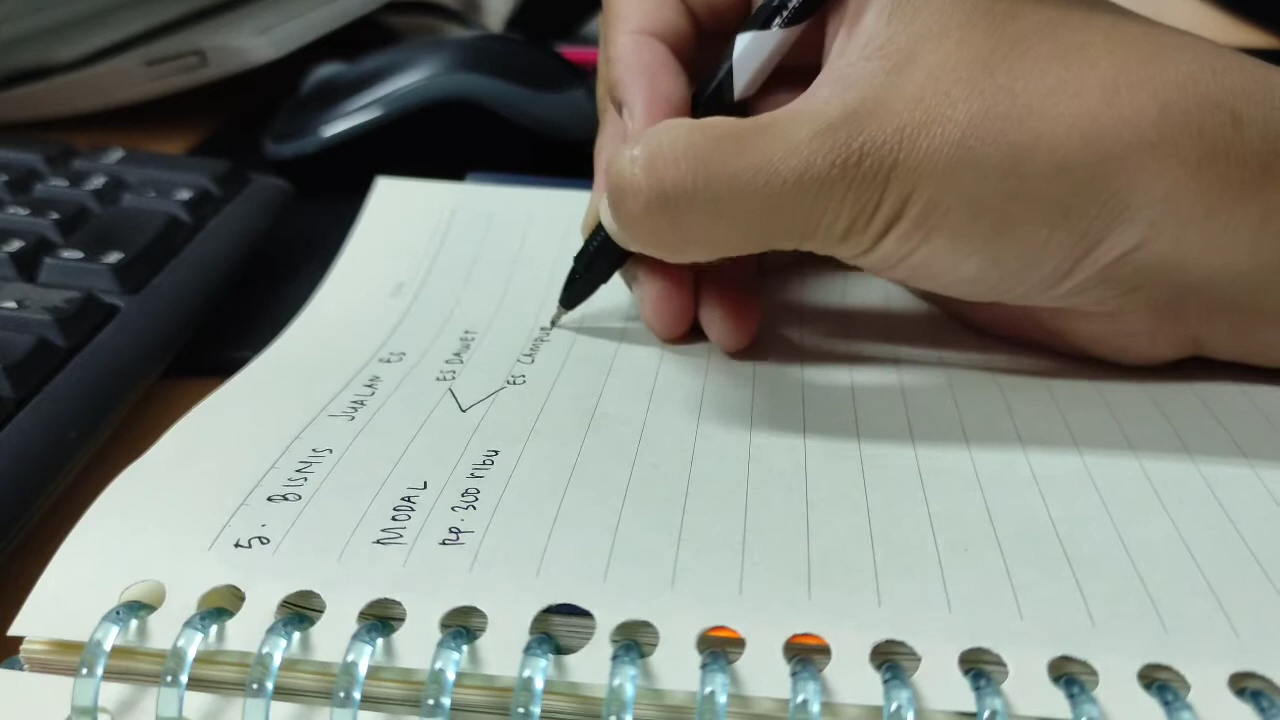 5. BISNIS JUALAN ES
MODAL
Rp. 300 ribu
ES DAWET
ES CAMPUR